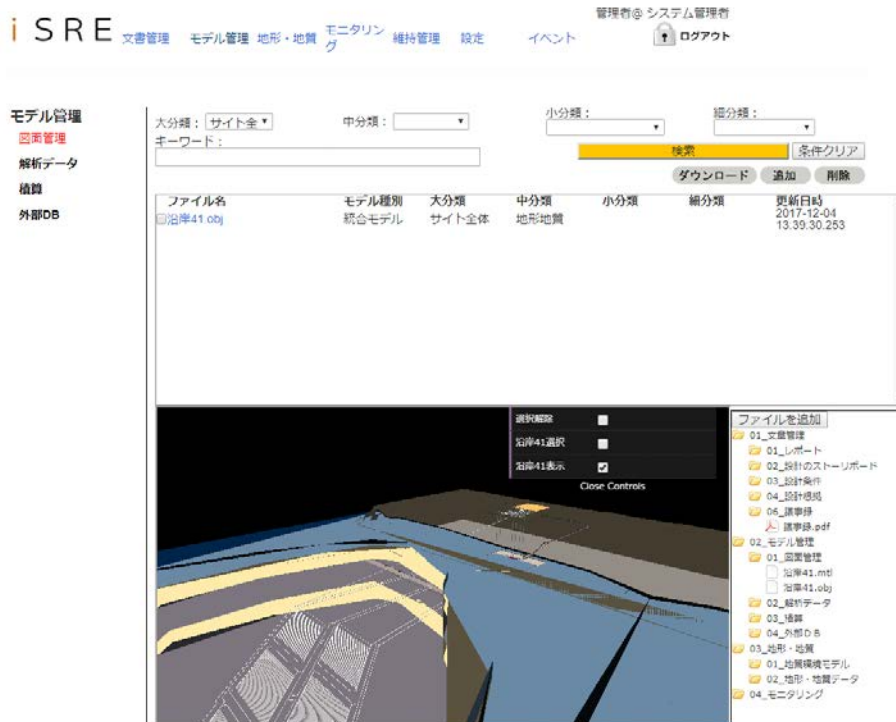 管理者@ システム管理者
iSRE 文書管理 モデル管理 地形・地質 モニタリング 維持管理 設定 イベント ログアウト
モデル管理
図面管理
解析データ
積算
外部DB
大分類： サイト全 中分類： 小分類： 細分類：
キーワード：
検索 条件クリア
ダウンロード 追加 削除
ファイル名 モデル種別 大分類 中分類 小分類 細分類 更新日時
沿岸41.obj 統合モデル サイト全体 地形地質 2017-12-04
13.39.30.253
選択解除
沿岸41選択
沿岸41表示
Close Controls
ファイルを追加
01_文書管理
01_レポート
02_設計のストーリボード
03_設計条件
04_設計根拠
06_議事録
議事録.pdf
02_モデル管理
01_図面管理
沿岸41.mtl
沿岸41.obj
02_解析データ
03_積算
04_外部ＤＢ
03_地形・地質
01_地質環境モデル
02_地形・地質データ
04_モニタリング